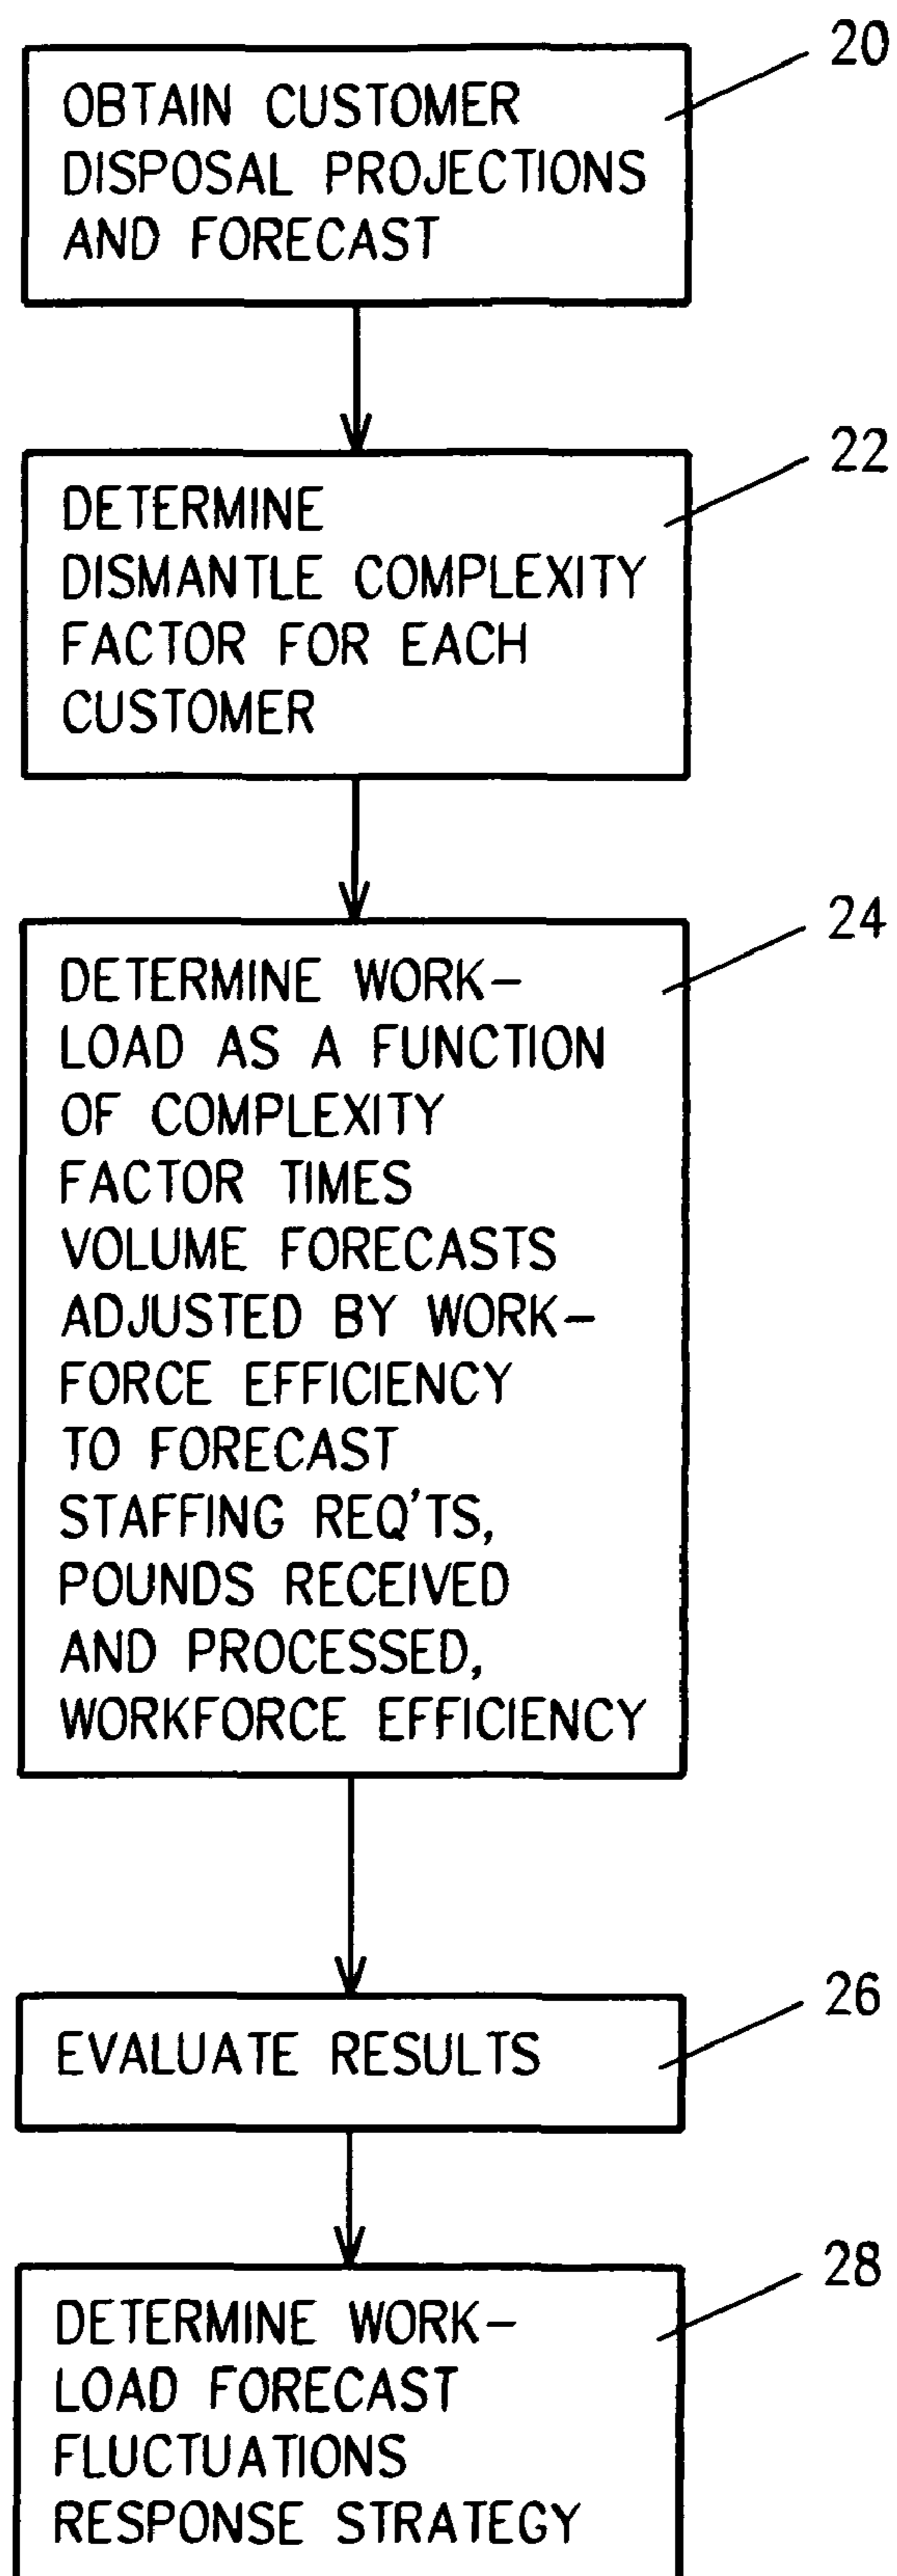 20
OBTAIN CUSTOMER
DISPOSAL PROJECTIONS
AND FORECAST
22
DETERMINE
DISMANTLE COMPLEXITY
FACTOR FOR EACH
CUSTOMER
24
DETERMINE WORK-
LOAD AS A FUNCTION
OF COMPLEXITY
FACTOR TIMES
VOLUME FORECASTS
ADJUSTED BY WORK-
FORCE EFFICIENCY
TO FORECAST
STAFFING REQ'TS,
POUNDS RECEIVED
AND PROCESSED,
WORKFORCE EFFICIENCY
26
EVALUATE RESULTS
28
DETERMINE WORK-
LOAD FORECAST
FLUCTUATIONS
RESPONSE STRATEGY